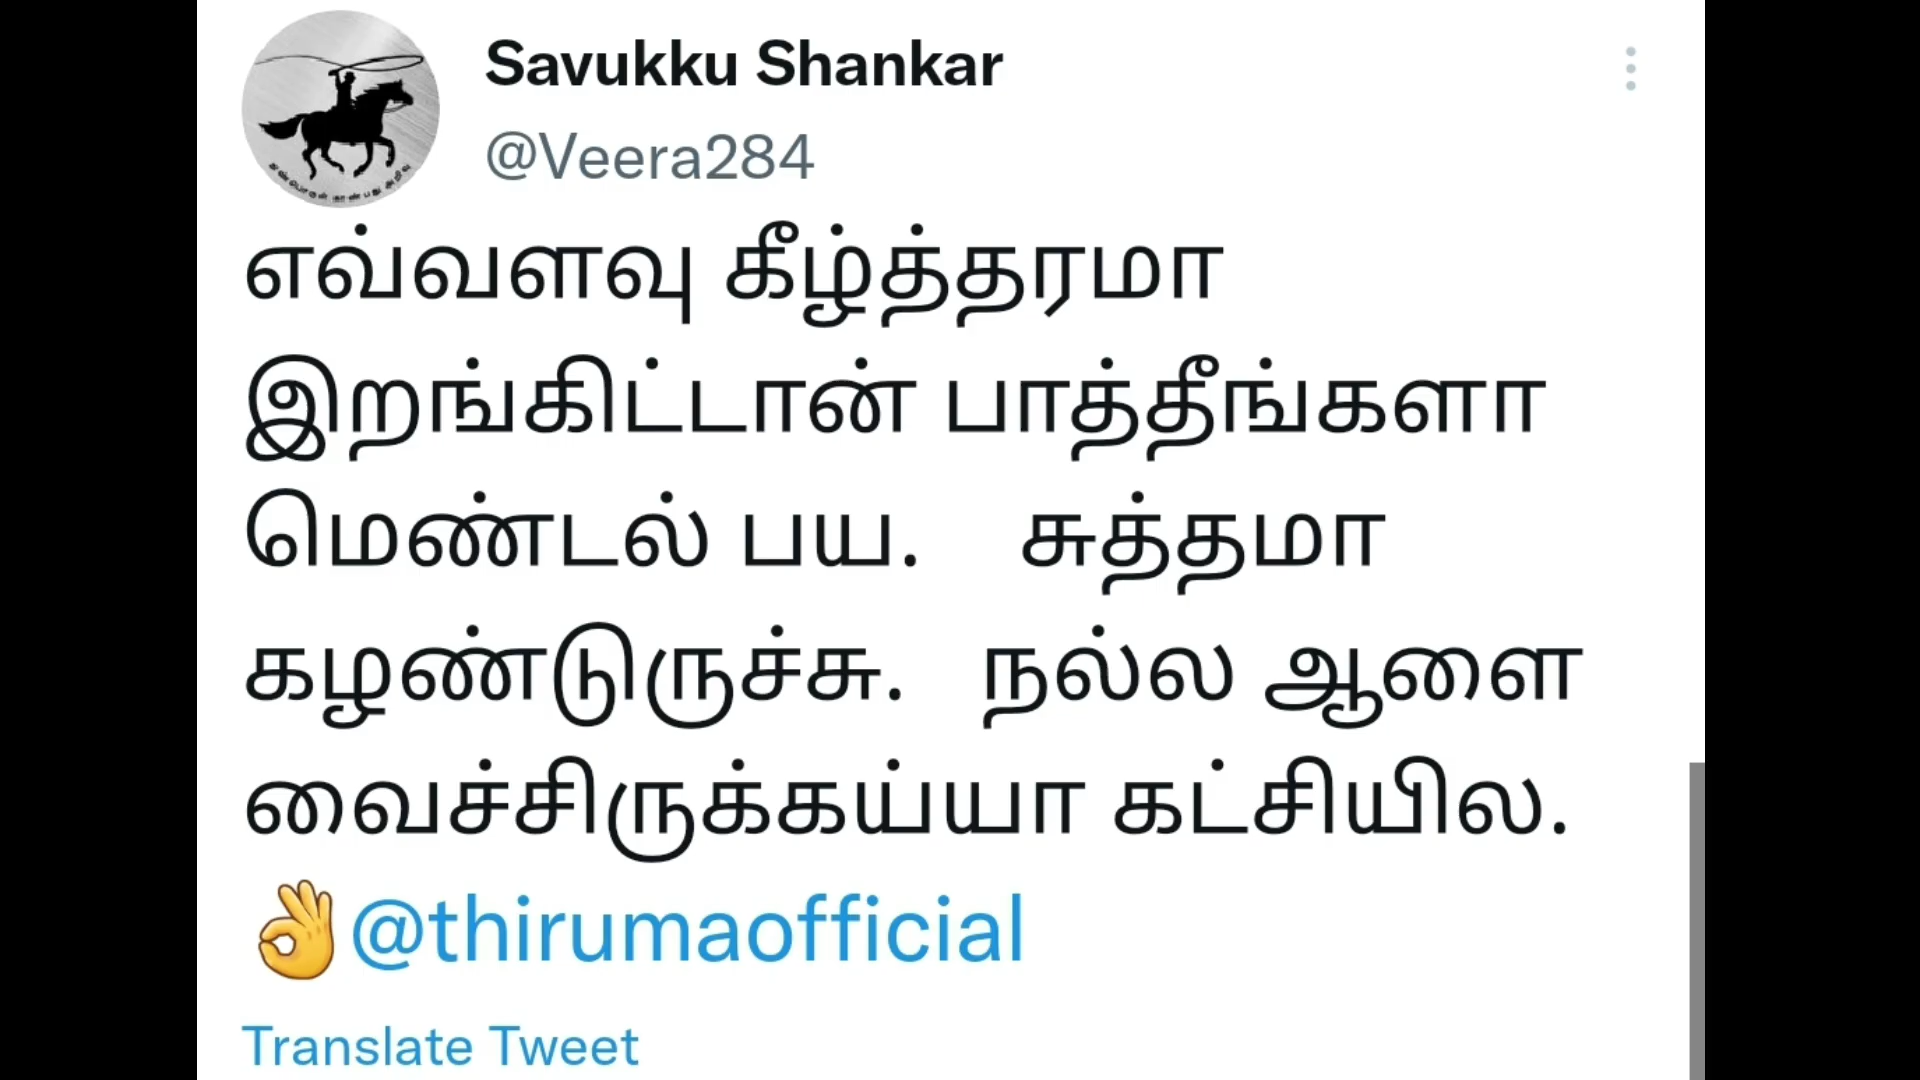 Savukku Shankar
@Veera284
எவ்வளவு கீழ்த்தரமா
இறங்கிட்டான் பாத்தீங்களா
மெண்டல் பய. சுத்தமா
கழண்டுருச்சு. நல்ல ஆளை
வைச்சிருக்கய்யா கட்சியில.
👌@thirumaofficial
Translate Tweet